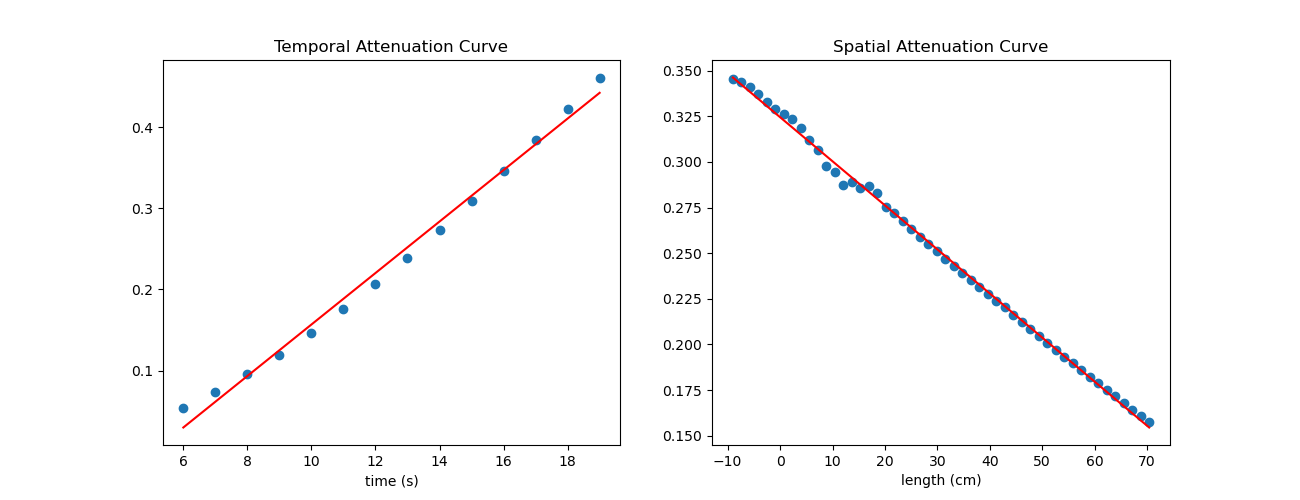 Temporal Attenuation Curve
0.4
0.3
0.2
0.1
6 8 10 12 14 16 18
time (s)
Spatial Attenuation Curve
0.350
0.325
0.300
0.275
0.250
0.225
0.200
0.175
0.150
−10 0 10 20 30 40 50 60 70
length (cm)